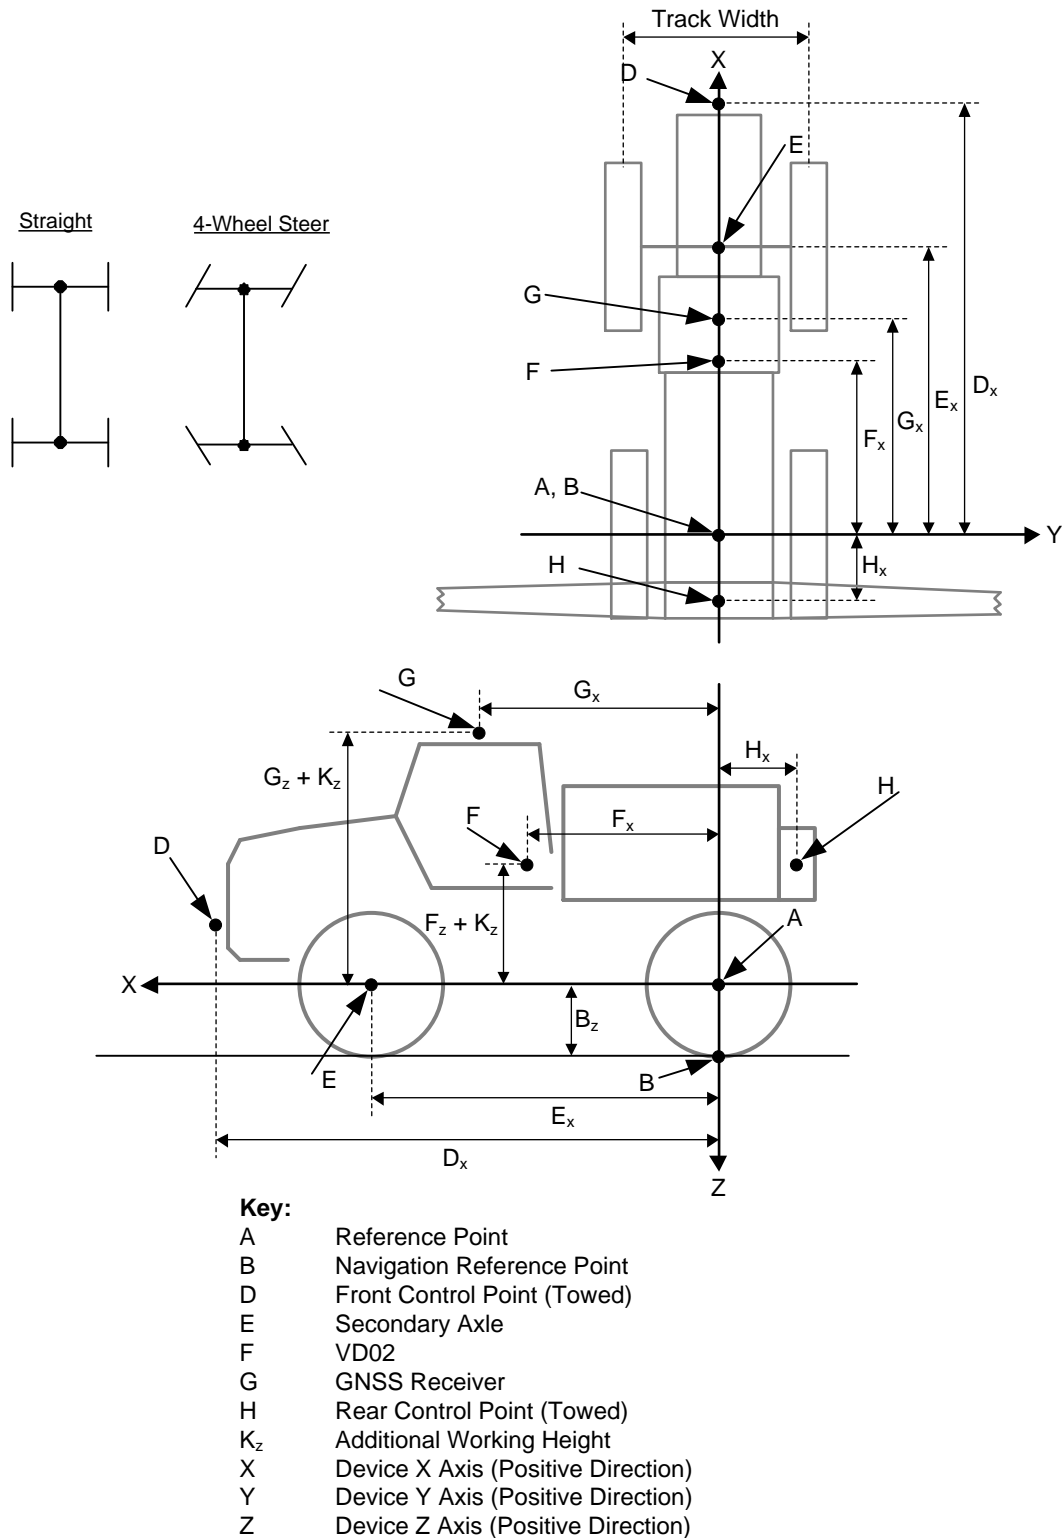 Track Width
X
D
E
Straight
4-Wheel Steer
G
F
Dx
Ex
Gx
Fx
A, B
Y
H
Hx
G
Gx
Hx
Gz + Kz
H
F
Fx
D
A
Fz + Kz
X
Bz
E
B
Ex
Dx
Z
Key:
A Reference Point
B Navigation Reference Point
D Front Control Point (Towed)
E Secondary Axle
F VD02
G GNSS Receiver
H Rear Control Point (Towed)
Kz Additional Working Height
X Device X Axis (Positive Direction)
Y Device Y Axis (Positive Direction)
Z Device Z Axis (Positive Direction)